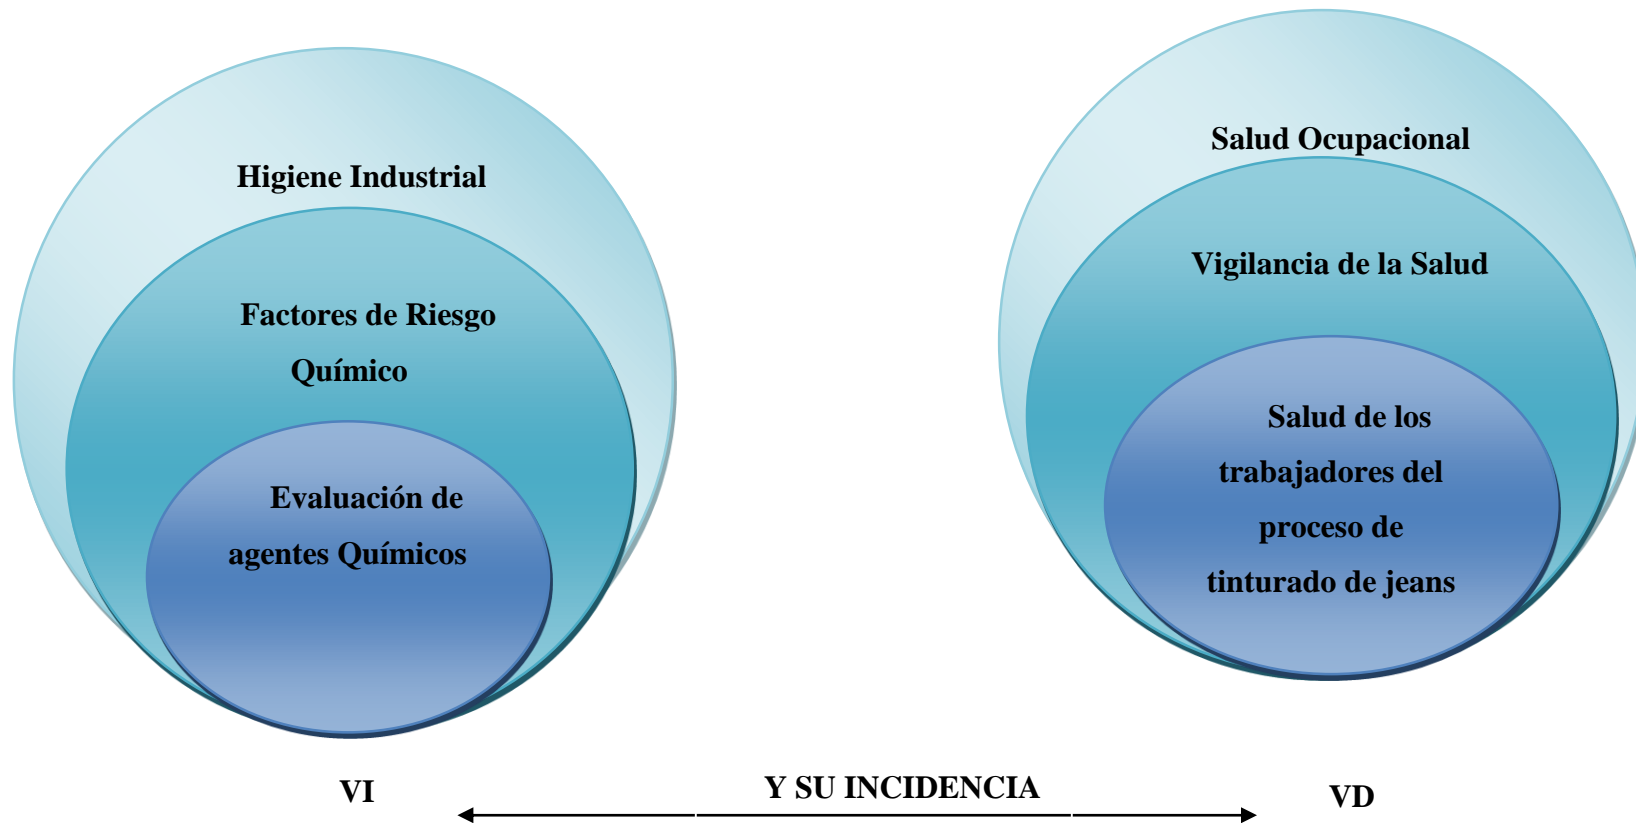 Higiene Industrial
Factores de Riesgo
Químico
Evaluación de
agentes Químicos
Salud Ocupacional
Vigilancia de la Salud
Salud de los
trabajadores del
proceso de
tinturado de jeans
VI
Y SU INCIDENCIA
VD